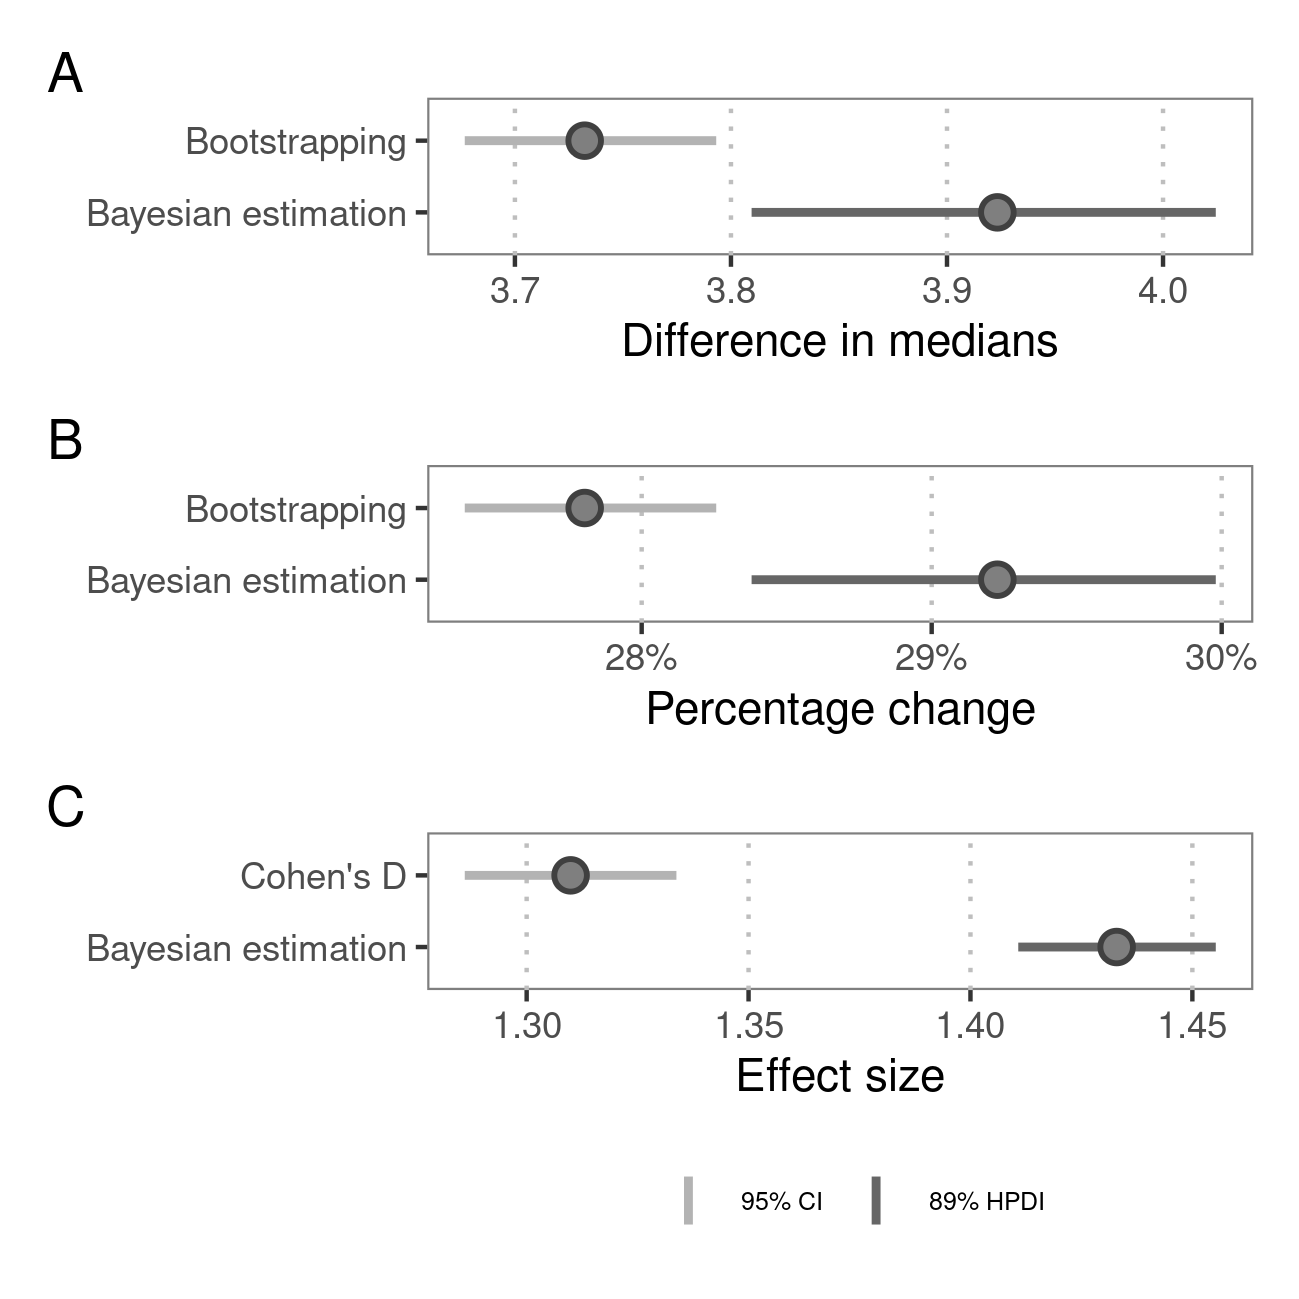 A
Bootstrapping
Bayesian estimation
3.7 3.8 3.9 4.0
Difference in medians
B
Bootstrapping
Bayesian estimation
28% 29% 30%
Percentage change
C
Cohen's D
Bayesian estimation
1.30 1.35 1.40 1.45
Effect size
95% CI 89% HPDI